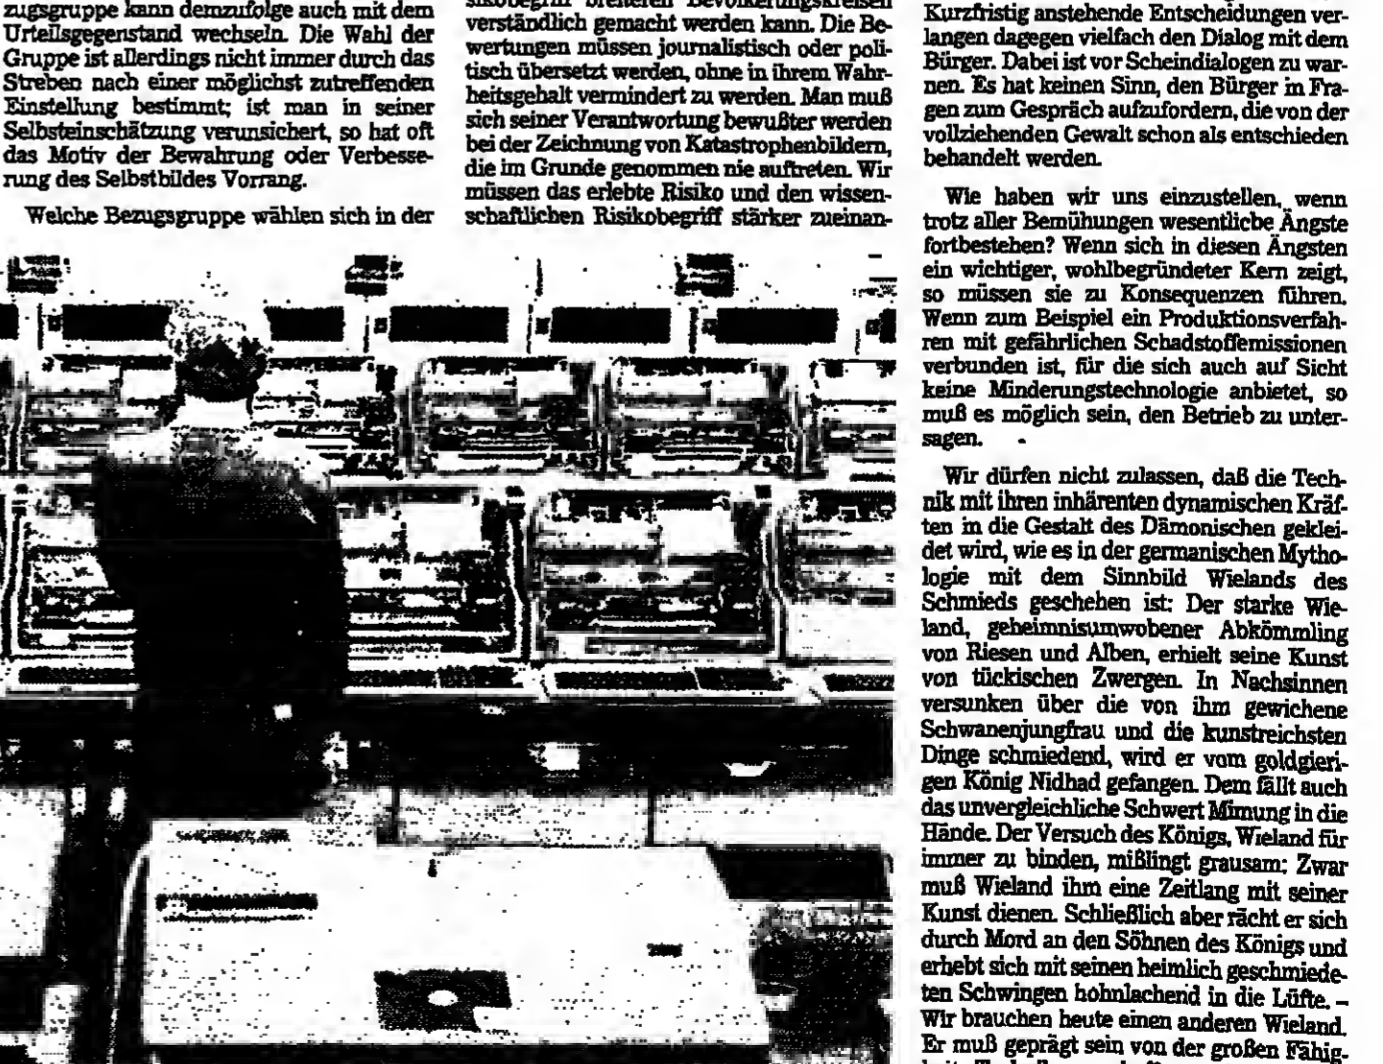 zugsgruppe kann demzufolge auch mit dem
Urteilsgegenstand wechseln. Die Wahl der
Gruppe ist allerdings nicht immer durch das
Streben nach einer möglichst zutreffenden
Einstellung bestimmt; ist man in seiner
Selbsteinschätzung verunsichert, so hat oft
das Motiv der Bewahrung oder Verbesse-
rung des Selbstbildes Vorrang.
Welche Bezugsgruppe wählen sich in der
sikobegriff breiteren Bevölkerungskreisen
verständlich gemacht werden kann. Die Be-
wertungen müssen journalistisch oder poli-
tisch übersetzt werden, ohne in ihrem Wahr-
heitsgehalt vermindert zu werden. Man muß
sich seiner Verantwortung bewußter werden
bei der Zeichnung von Katastrophenbildern,
die im Grunde genommen nie auftreten. Wir
müssen das erlebte Risiko und den wissen-
schaftlichen Risikobegriff stärker zueinan-
Kurzfristig anstehende Entscheidungen ver-
langen dagegen vielfach den Dialog mit dem
Bürger. Dabei ist vor Scheindialogen zu war-
nen. Es hat keinen Sinn, den Bürger in Fra-
gen zum Gespräch aufzufordern, die von der
vollziehenden Gewalt schon als entschieden
behandelt werden.
Wie haben wir uns einzustellen, wenn
trotz aller Bemühungen wesentliche Ängste
fortbestehen? Wenn sich in diesen Ängsten
ein wichtiger, wohlbegründeter Kern zeigt,
so müssen sie zu Konsequenzen führen.
Wenn zum Beispiel ein Produktionsverfah-
ren mit gefährlichen Schadstoffemissionen
verbunden ist, für die sich auch auf Sicht
keine Minderungstechnologie anbietet, so
muß es möglich sein, den Betrieb zu unter-
sagen.
Wir dürfen nicht zulassen, daß die Tech-
nik mit ihren inhärenten dynamischen Kräf-
ten in die Gestalt des Dämonischen geklei-
det wird, wie es in der germanischen Mytho-
logie mit dem Sinnbild Wielands des
Schmieds geschehen ist: Der starke Wie-
land, geheimnisumwobener Abkömmling
von Riesen und Alben, erhielt seine Kunst
von tückischen Zwergen. In Nachsinnen
versunken über die von ihm gewichene
Schwanenjungfrau und die kunstreichsten
Dinge schmiedend, wird er vom goldgieri-
gen König Nidhad gefangen. Dem fällt auch
das unvergleichliche Schwert Mimung in die
Hände. Der Versuch des Königs, Wieland für
immer zu binden, mißlingt grausam: Zwar
muß Wieland ihm eine Zeitlang mit seiner
Kunst dienen. Schließlich aber rächt er sich
durch Mord an den Söhnen des Königs und
erhebt sich mit seinen heimlich geschmiede-
ten Schwingen hohnlachend in die Lüfte. –
Wir brauchen heute einen anderen Wieland.
Er muß geprägt sein von der großen Fähig-